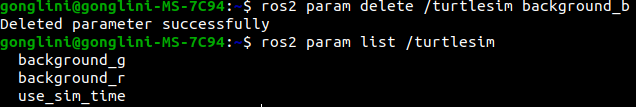 gonglini@gonglini-MS-7C94:~$ ros2 param delete /turtlesim background_b
Deleted parameter successfully
gonglini@gonglini-MS-7C94:~$ ros2 param list /turtlesim
  background_g
  background_r
  use_sim_time